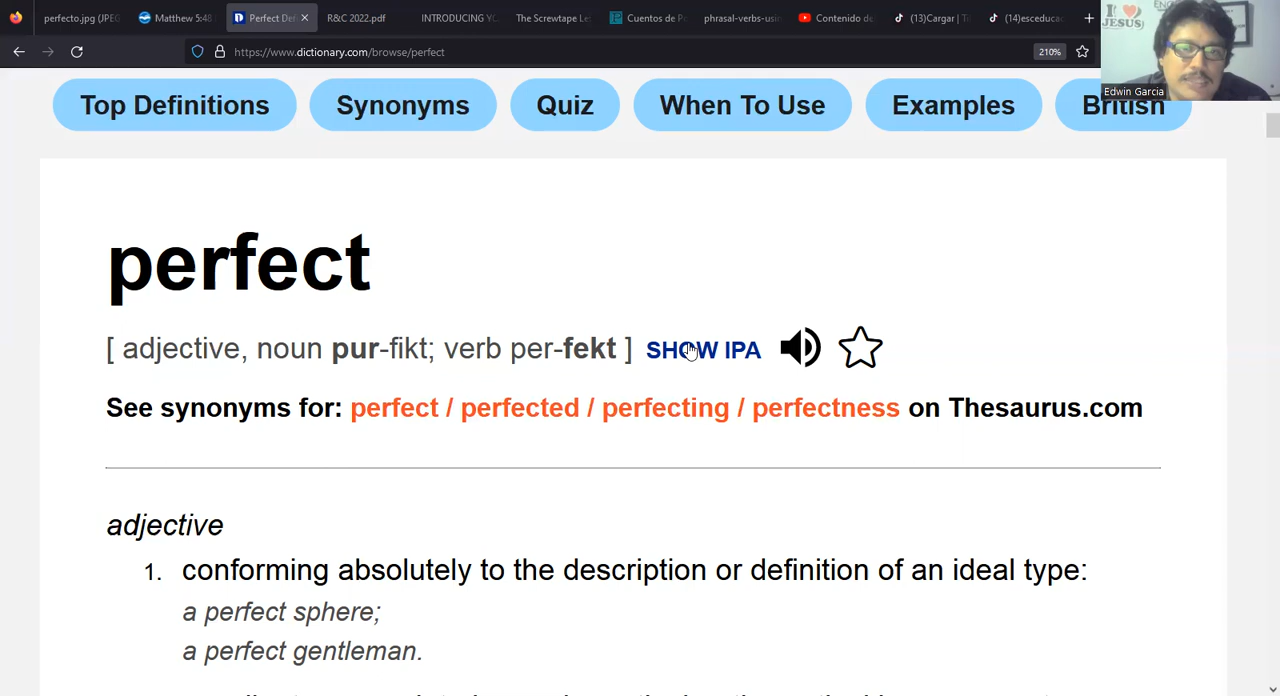 perfecto.jpg (JPEG
Matthew 5:48
Perfect De
R&C 2022.pdf
INTRODUCING YO
The Screwtape Le
Cuentos de P
phrasal-verbs-usin
Contenido de
(13)Cargar | Ti
(14)esceduca
https://www.dictionary.com/browse/perfect
210%
I ❤ JESUS
Edwin Garcia
Top Definitions
Synonyms
Quiz
When To Use
Examples
British
perfect
[ adjective, noun pur-fikt; verb per-fekt ] SHOW IPA
See synonyms for: perfect / perfected / perfecting / perfectness on Thesaurus.com
adjective
1. conforming absolutely to the description or definition of an ideal type:
a perfect sphere;
a perfect gentleman.